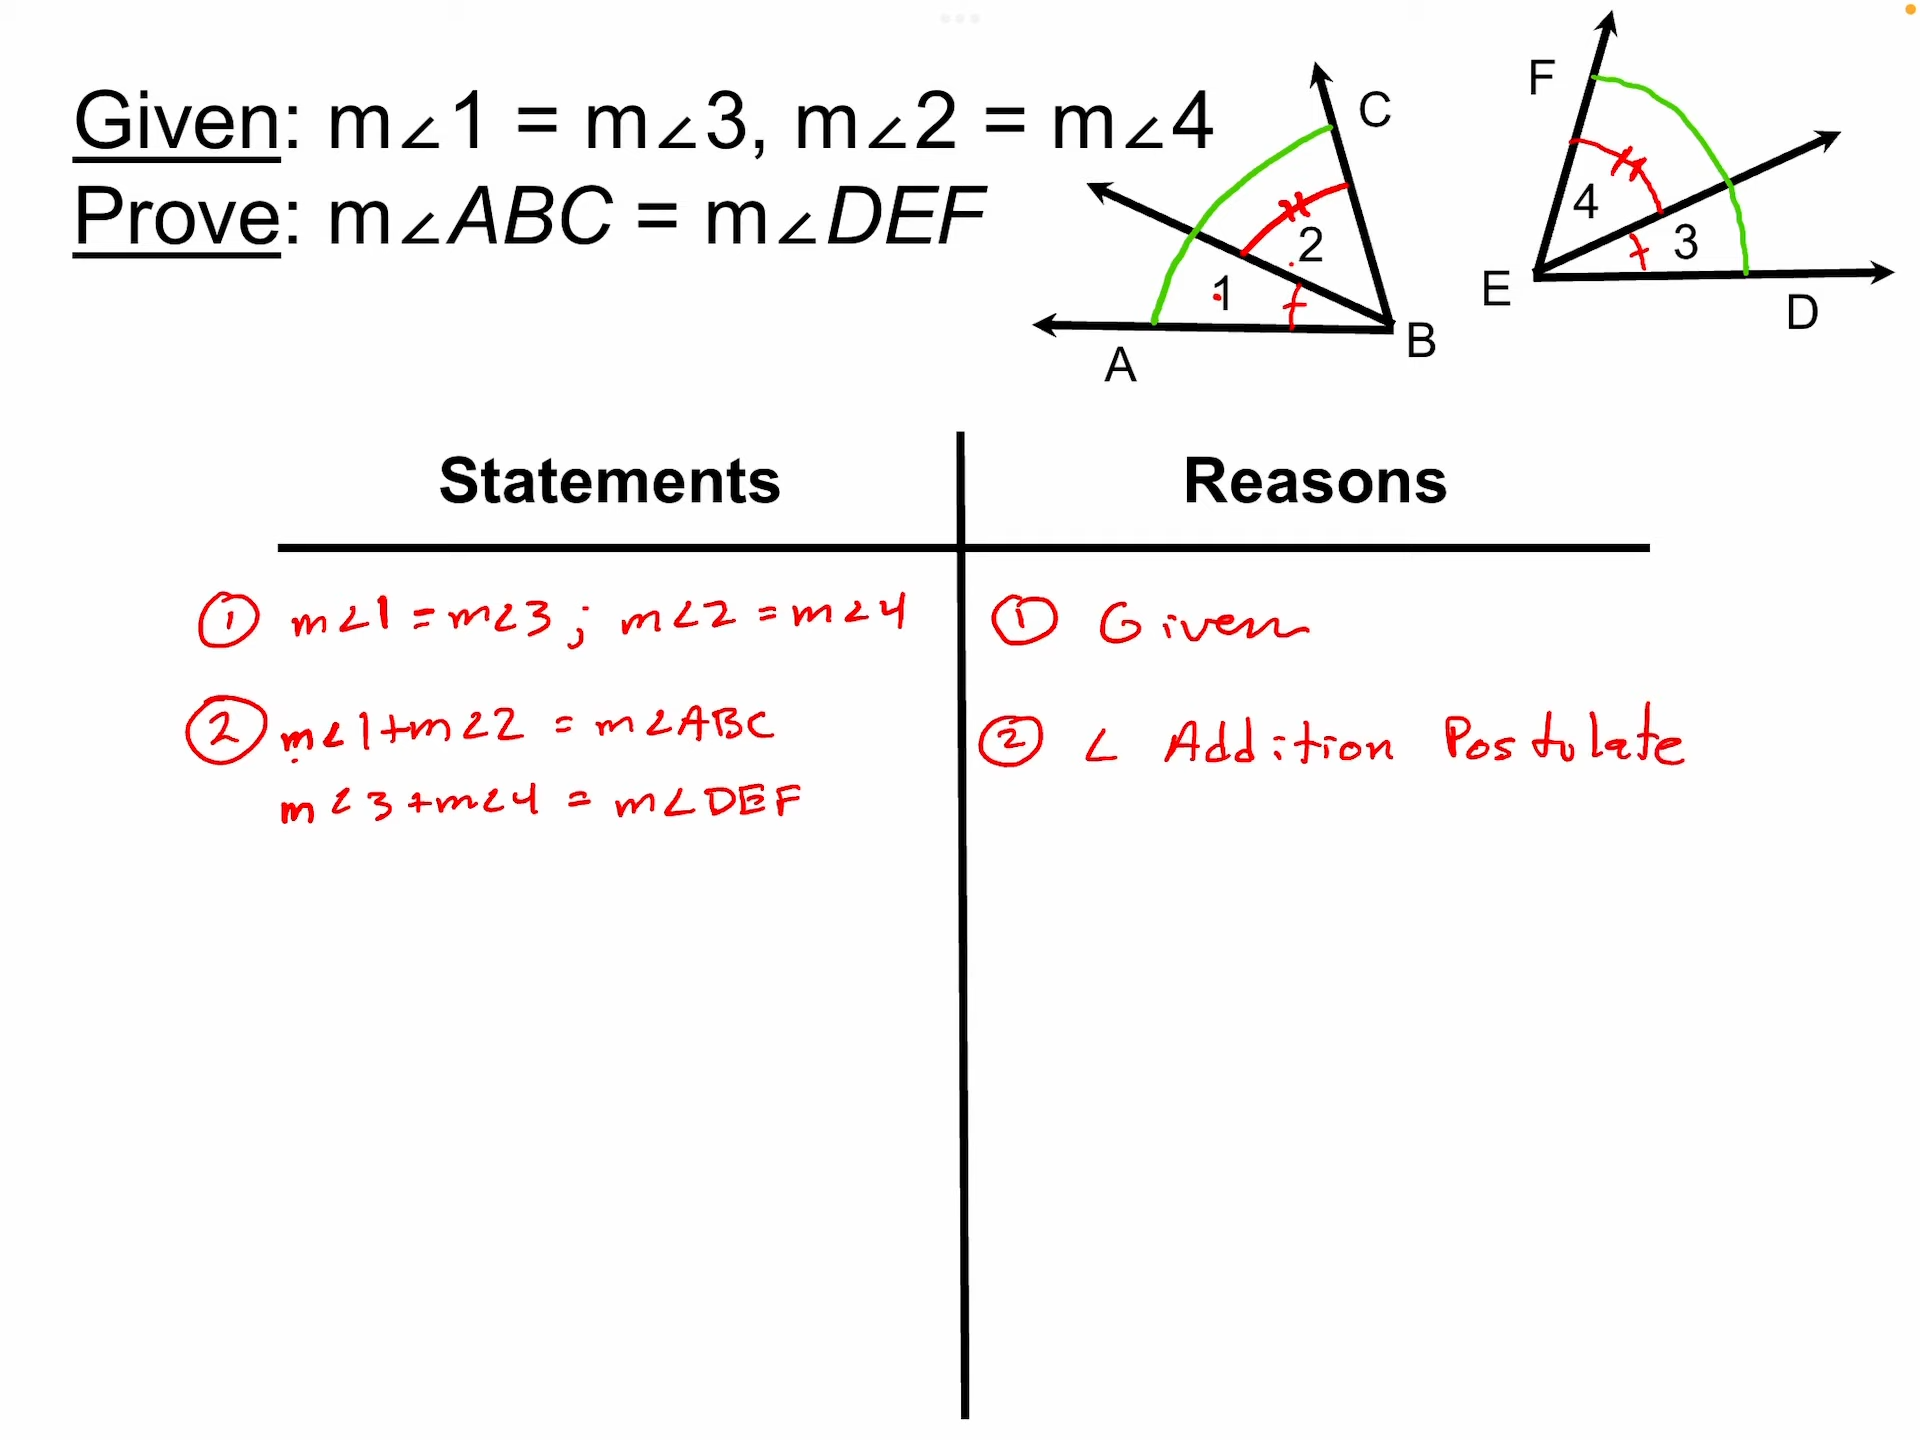 Given: m∠1 = m∠3, m∠2 = m∠4
Prove: m∠ABC = m∠DEF
C
2
1
A
B
F
4
3
E
D
Statements
Reasons
① m∠1 = m∠3 ; m∠2 = m∠4
① Given
② m∠1 + m∠2 = m∠ABC
② ∠ Addition Postulate
m∠3 + m∠4 = m∠DEF